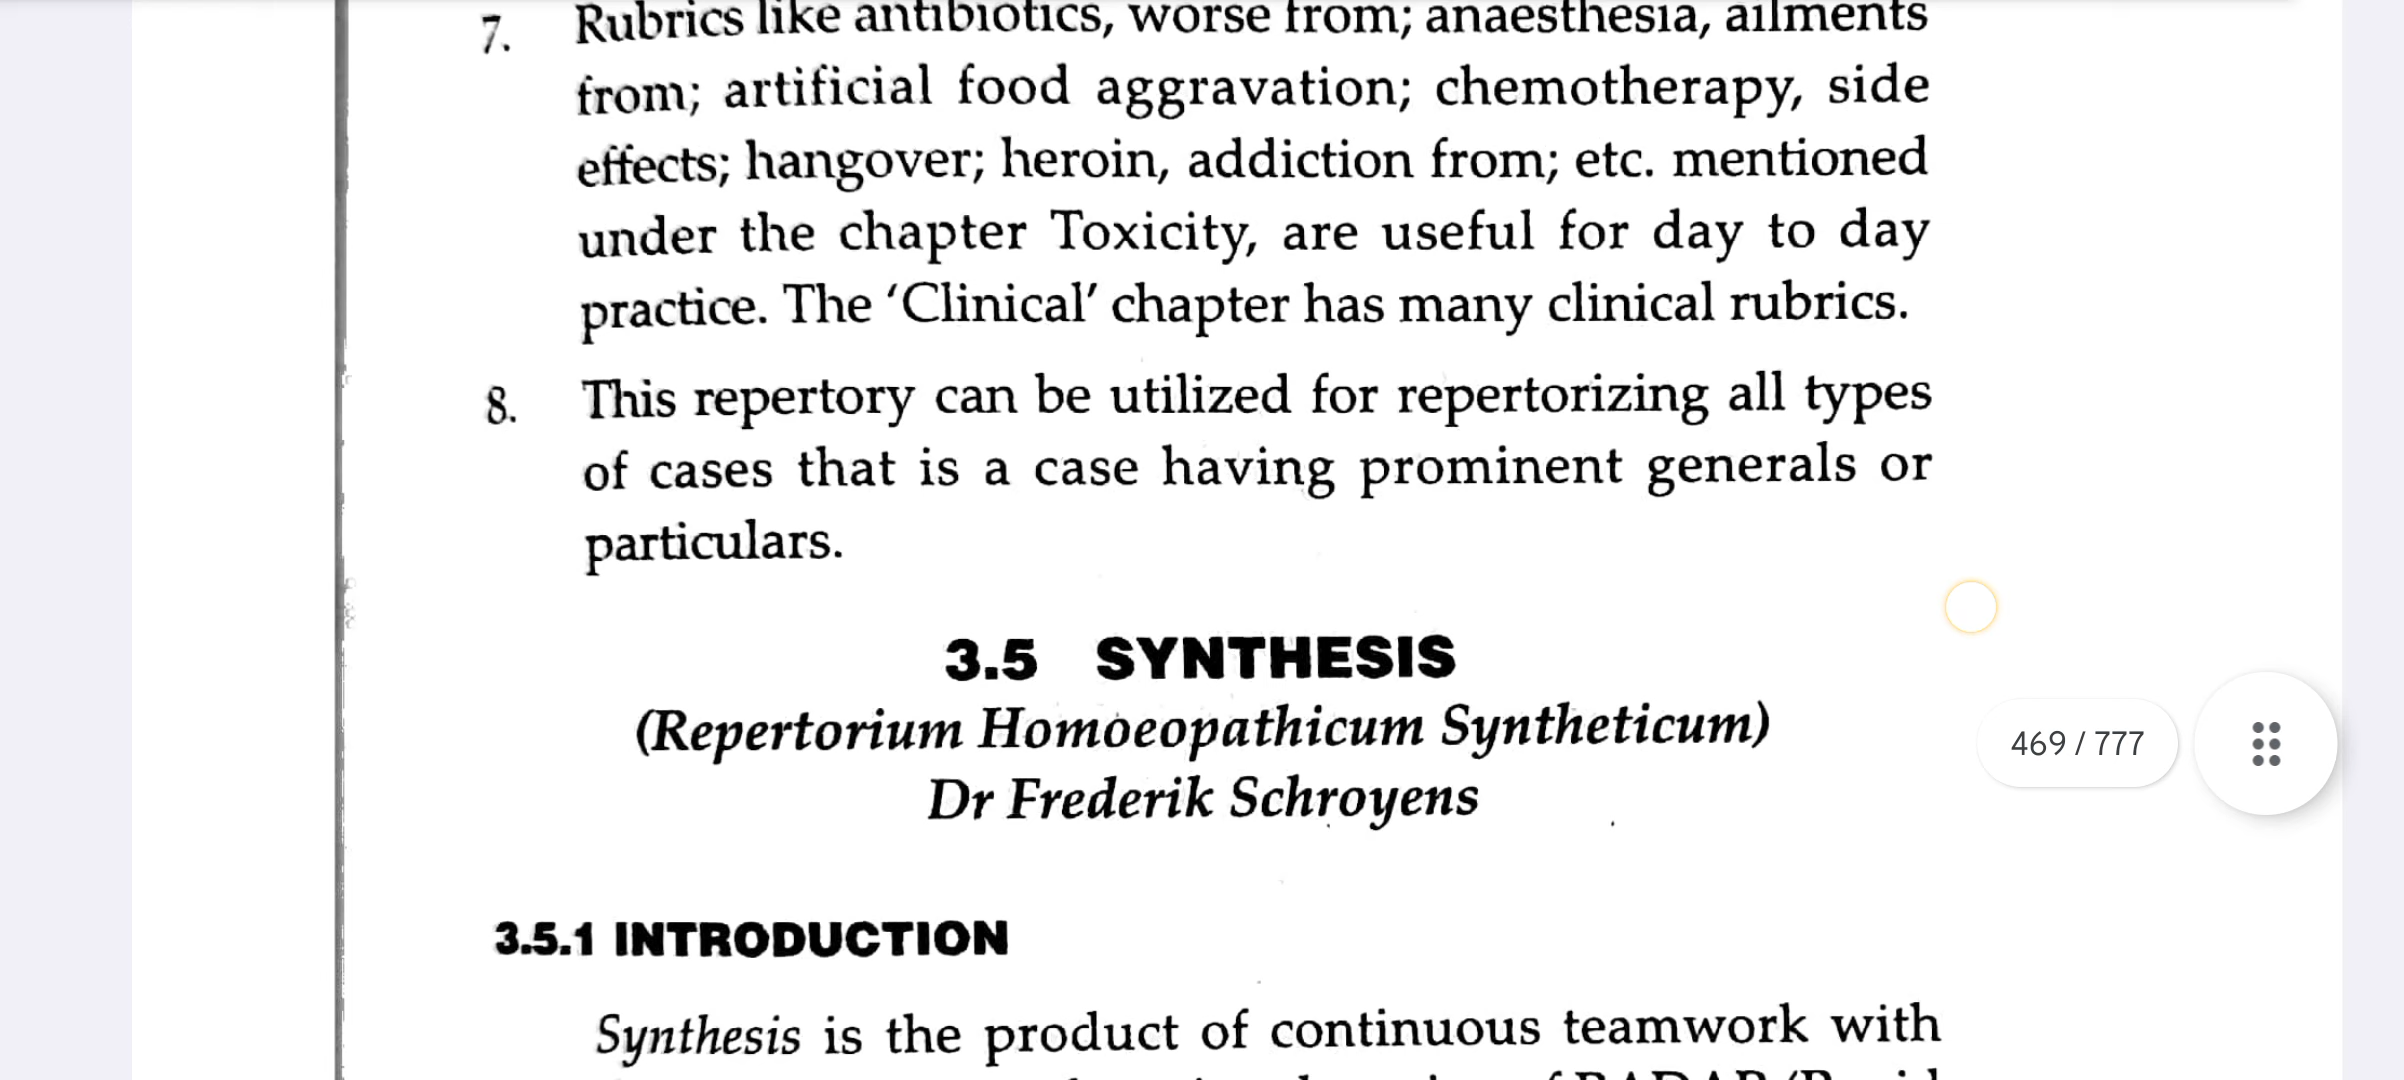 7. Rubrics like antibiotics, worse from; anaesthesia, ailments
from; artificial food aggravation; chemotherapy, side
effects; hangover; heroin, addiction from; etc. mentioned
under the chapter Toxicity, are useful for day to day
practice. The ‘Clinical’ chapter has many clinical rubrics.
8. This repertory can be utilized for repertorizing all types
of cases that is a case having prominent generals or
particulars.
3.5 SYNTHESIS
(Repertorium Homoeopathicum Syntheticum)
469 / 777
Dr Frederik Schroyens
3.5.1 INTRODUCTION
Synthesis is the product of continuous teamwork with